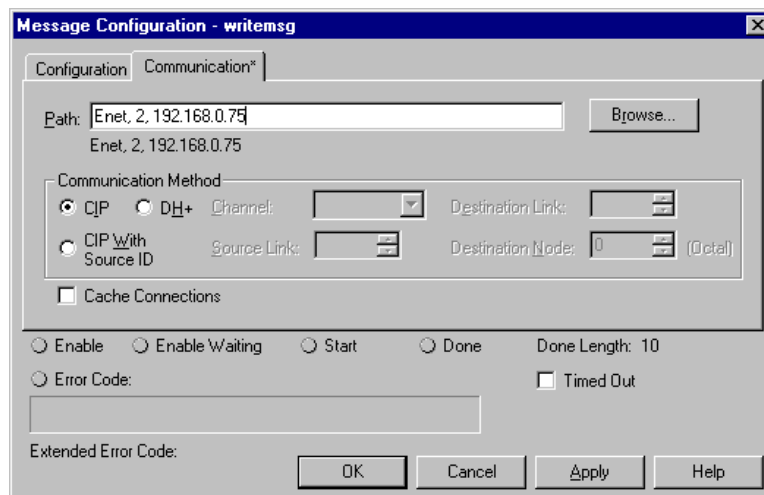 Message Configuration - writemsg
Configuration Communication*
Path: Enet, 2, 192.168.0.75 Browse...
Enet, 2, 192.168.0.75
Communication Method
CIP DH+ Channel: Destination Link:
CIP With Source ID Source Link: Destination Node: 0 (Octal)
Cache Connections
Enable Enable Waiting Start Done Done Length: 10
Error Code: Timed Out
Extended Error Code:
OK Cancel Apply Help